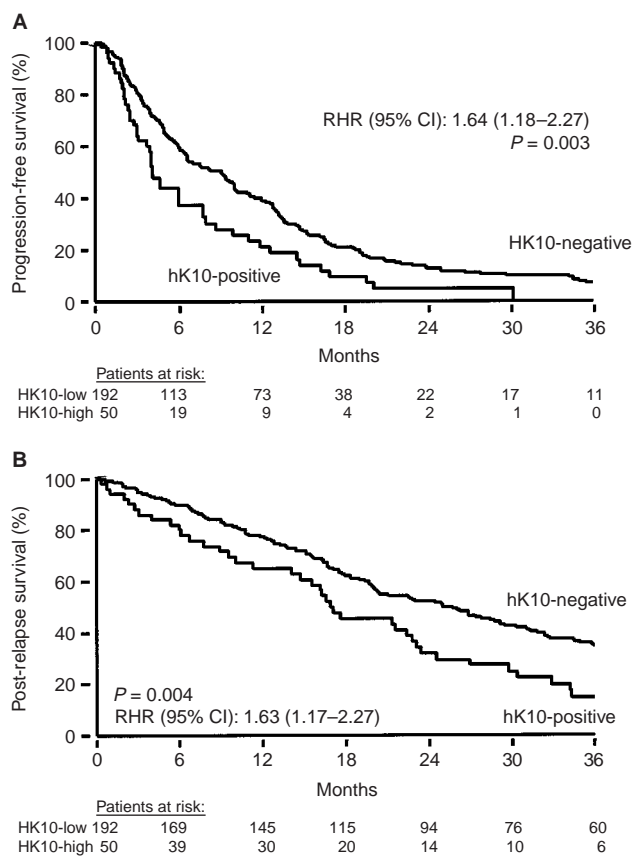 A
100
80
60
40
20
0
Progression-free survival (%)
RHR (95% CI): 1.64 (1.18–2.27)
P = 0.003
HK10-negative
hK10-positive
0 6 12 18 24 30 36
Months
Patients at risk:
HK10-low 192 113 73 38 22 17 11
HK10-high 50 19 9 4 2 1 0
B
100
80
60
40
20
0
Post-relapse survival (%)
hK10-negative
P = 0.004
RHR (95% CI): 1.63 (1.17–2.27)
hK10-positive
0 6 12 18 24 30 36
Months
Patients at risk:
HK10-low 192 169 145 115 94 76 60
HK10-high 50 39 30 20 14 10 6